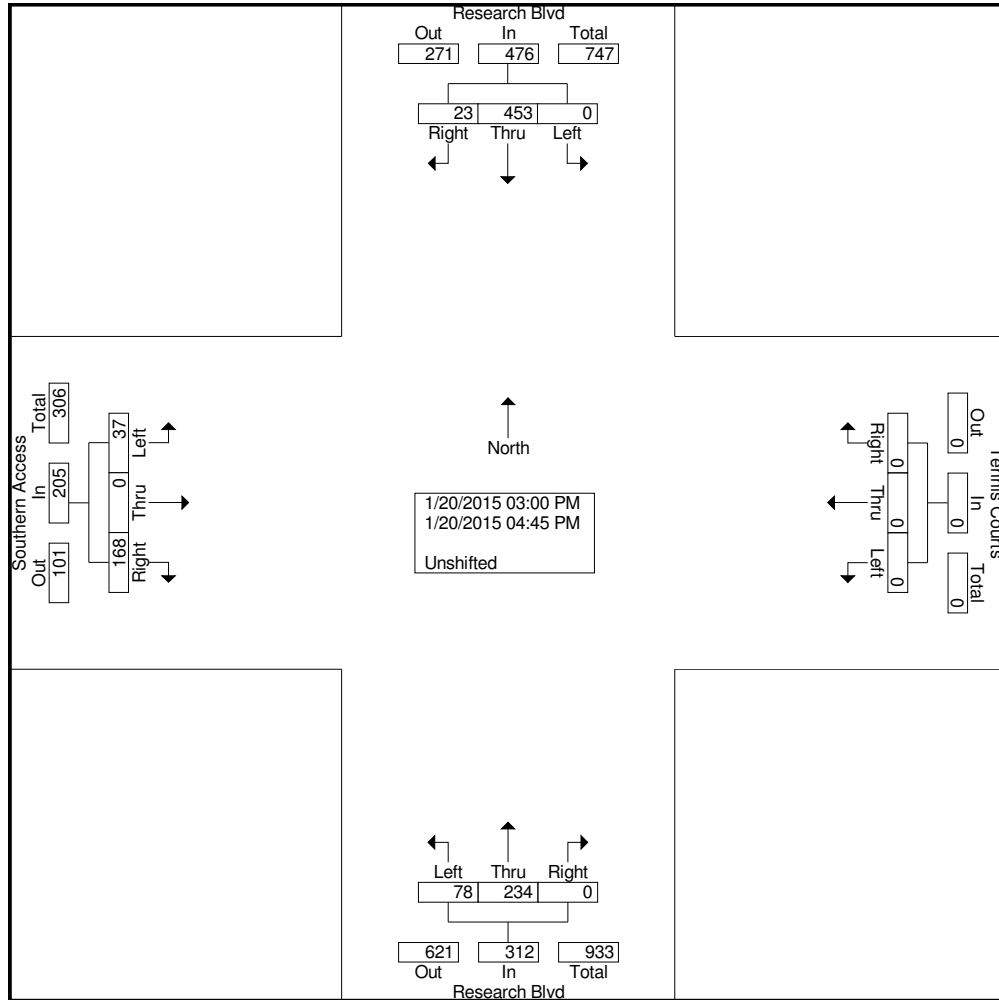 Research Blvd
Out In Total
271 476 747
23 453 0
Right Thru Left
Southern Access
Total In Out
306 205 101
37 0 168
Left Thru Right
North
1/20/2015 03:00 PM
1/20/2015 04:45 PM
Unshifted
Right Thru Left
0 0 0
Out In Total
0 0 0
Tennis Courts
Left Thru Right
78 234 0
621 312 933
Out In Total
Research Blvd